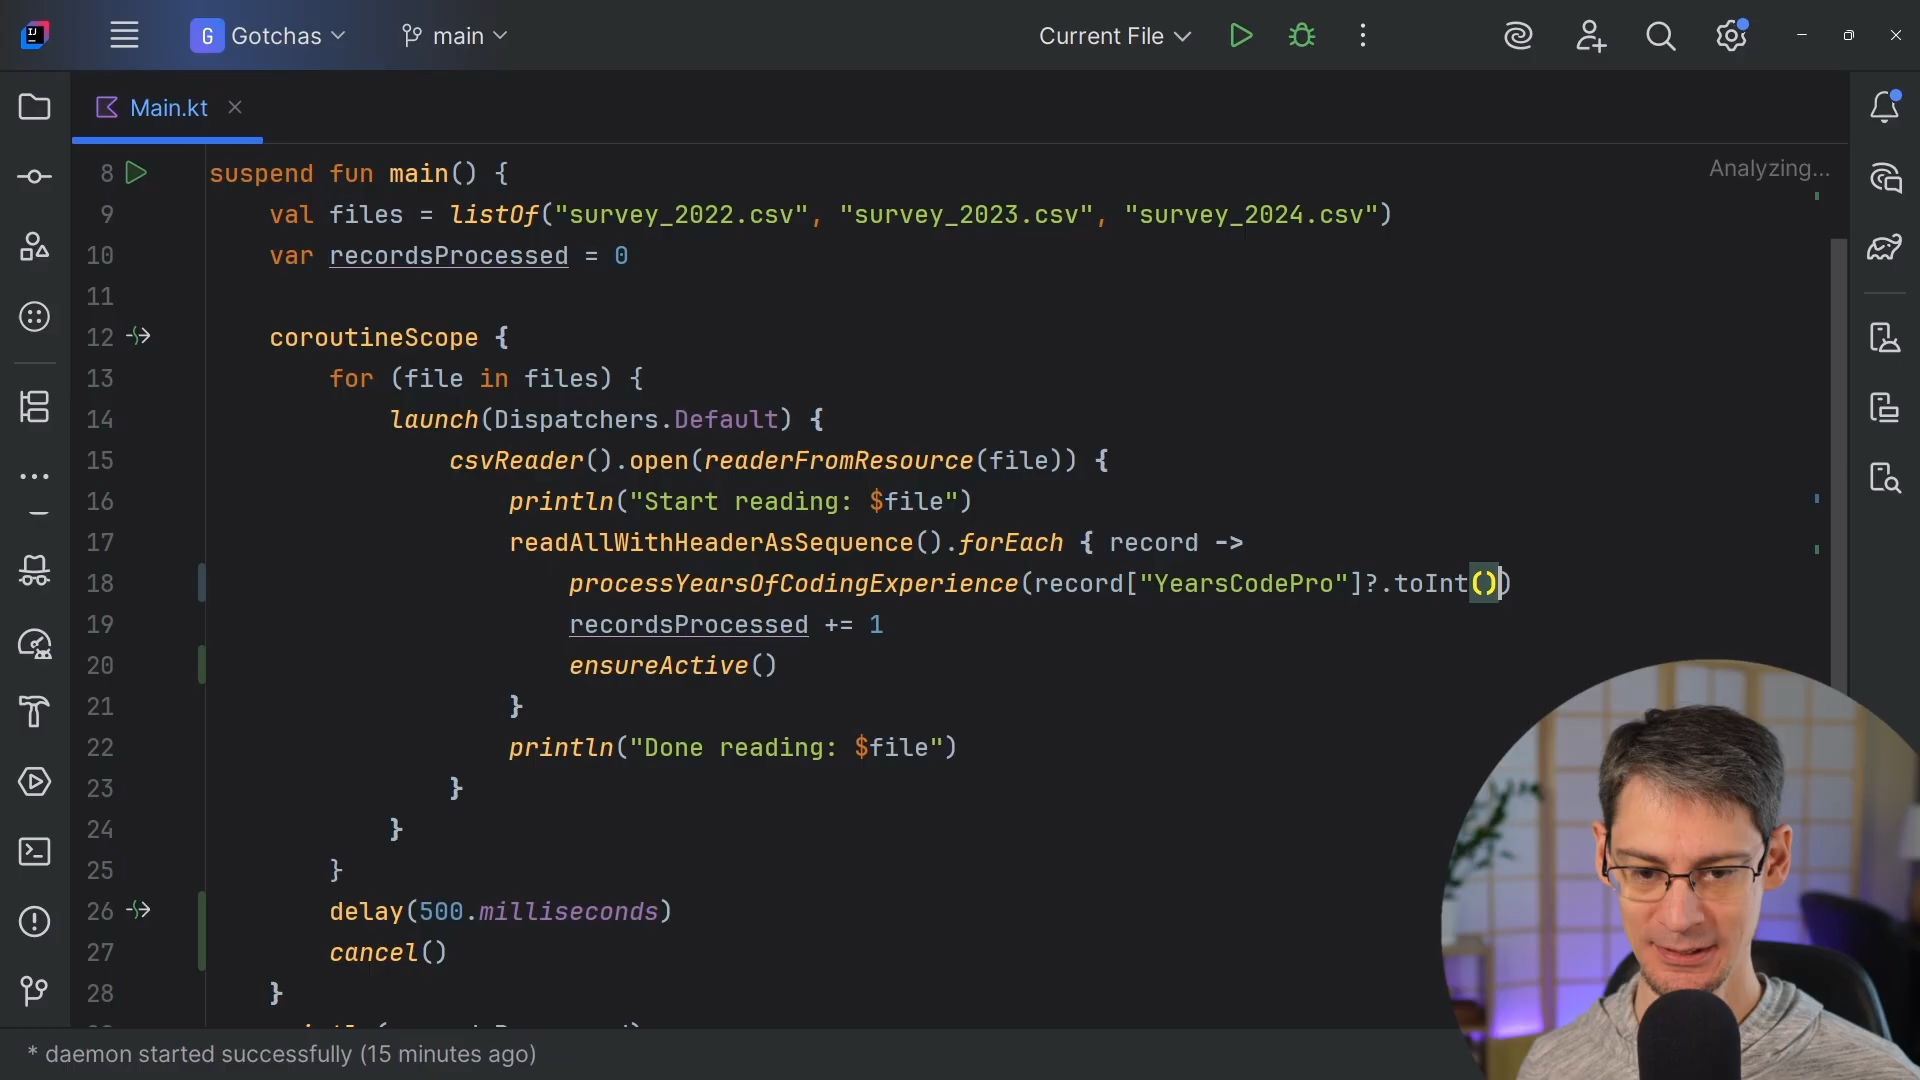 IJ
G Gotchas main Current File
Main.kt
Analyzing...
8 suspend fun main() {
9 val files = listOf("survey_2022.csv", "survey_2023.csv", "survey_2024.csv")
10 var recordsProcessed = 0
11
12 coroutineScope {
13 for (file in files) {
14 launch(Dispatchers.Default) {
15 csvReader().open(readerFromResource(file)) {
16 println("Start reading: $file")
17 readAllWithHeaderAsSequence().forEach { record ->
18 processYearsOfCodingExperience(record["YearsCodePro"]?.toInt())
19 recordsProcessed += 1
20 ensureActive()
21 }
22 println("Done reading: $file")
23 }
24 }
25 }
26 delay(500.milliseconds)
27 cancel()
28 }
* daemon started successfully (15 minutes ago)